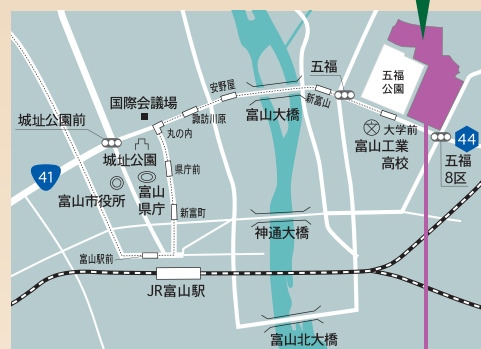 五福
五福
公園
安野屋
新富山
国際会議場
諏訪川原
富山大橋
城址公園前
丸の内
大学前
44
富山工業
高校
五福
8区
城址公園
県庁前
41
富山市役所
富山
県庁
新富町
神通大橋
富山駅前
JR富山駅
富山北大橋